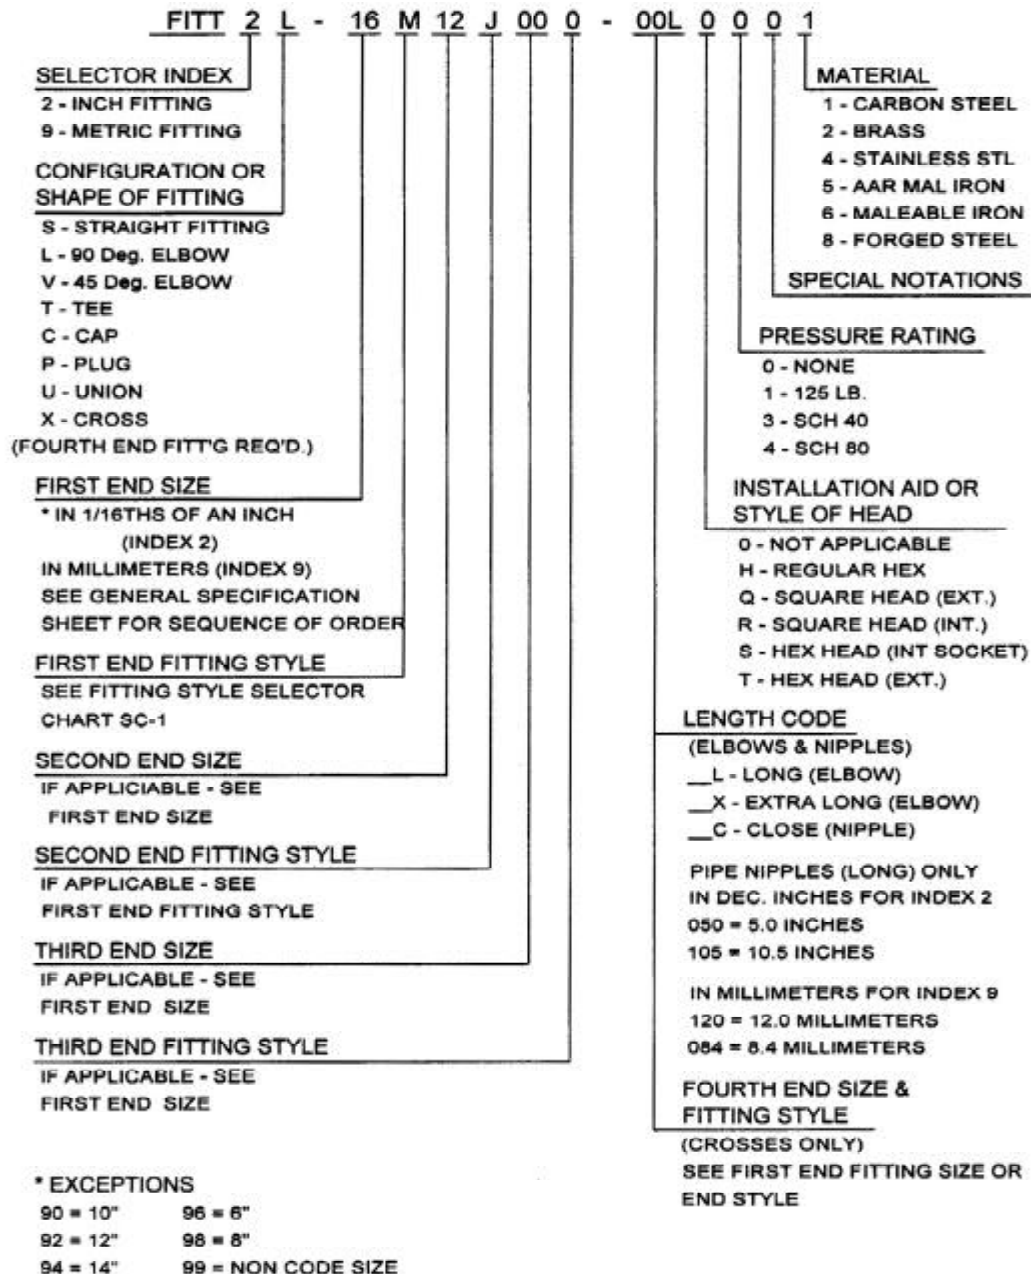 FITT 2 L - 16 M 12 J 00 0 - 00L 0 0 0 1
SELECTOR INDEX
2 - INCH FITTING
9 - METRIC FITTING
CONFIGURATION OR
SHAPE OF FITTING
S - STRAIGHT FITTING
L - 90 Deg. ELBOW
V - 45 Deg. ELBOW
T - TEE
C - CAP
P - PLUG
U - UNION
X - CROSS
(FOURTH END FITT'G REQ'D.)
FIRST END SIZE
* IN 1/16THS OF AN INCH
(INDEX 2)
IN MILLIMETERS (INDEX 9)
SEE GENERAL SPECIFICATION
SHEET FOR SEQUENCE OF ORDER
FIRST END FITTING STYLE
SEE FITTING STYLE SELECTOR
CHART SC-1
SECOND END SIZE
IF APPLICIABLE - SEE
FIRST END SIZE
SECOND END FITTING STYLE
IF APPLICABLE - SEE
FIRST END FITTING STYLE
THIRD END SIZE
IF APPLICABLE - SEE
FIRST END SIZE
THIRD END FITTING STYLE
IF APPLICABLE - SEE
FIRST END SIZE
* EXCEPTIONS
90 = 10" 96 = 6"
92 = 12" 98 = 8"
94 = 14" 99 = NON CODE SIZE
MATERIAL
1 - CARBON STEEL
2 - BRASS
4 - STAINLESS STL
5 - AAR MAL IRON
6 - MALEABLE IRON
8 - FORGED STEEL
SPECIAL NOTATIONS
PRESSURE RATING
0 - NONE
1 - 125 LB.
3 - SCH 40
4 - SCH 80
INSTALLATION AID OR
STYLE OF HEAD
0 - NOT APPLICABLE
H - REGULAR HEX
Q - SQUARE HEAD (EXT.)
R - SQUARE HEAD (INT.)
S - HEX HEAD (INT SOCKET)
T - HEX HEAD (EXT.)
LENGTH CODE
(ELBOWS & NIPPLES)
__L - LONG (ELBOW)
__X - EXTRA LONG (ELBOW)
__C - CLOSE (NIPPLE)
PIPE NIPPLES (LONG) ONLY
IN DEC. INCHES FOR INDEX 2
050 = 5.0 INCHES
105 = 10.5 INCHES
IN MILLIMETERS FOR INDEX 9
120 = 12.0 MILLIMETERS
084 = 8.4 MILLIMETERS
FOURTH END SIZE &
FITTING STYLE
(CROSSES ONLY)
SEE FIRST END FITTING SIZE OR
END STYLE